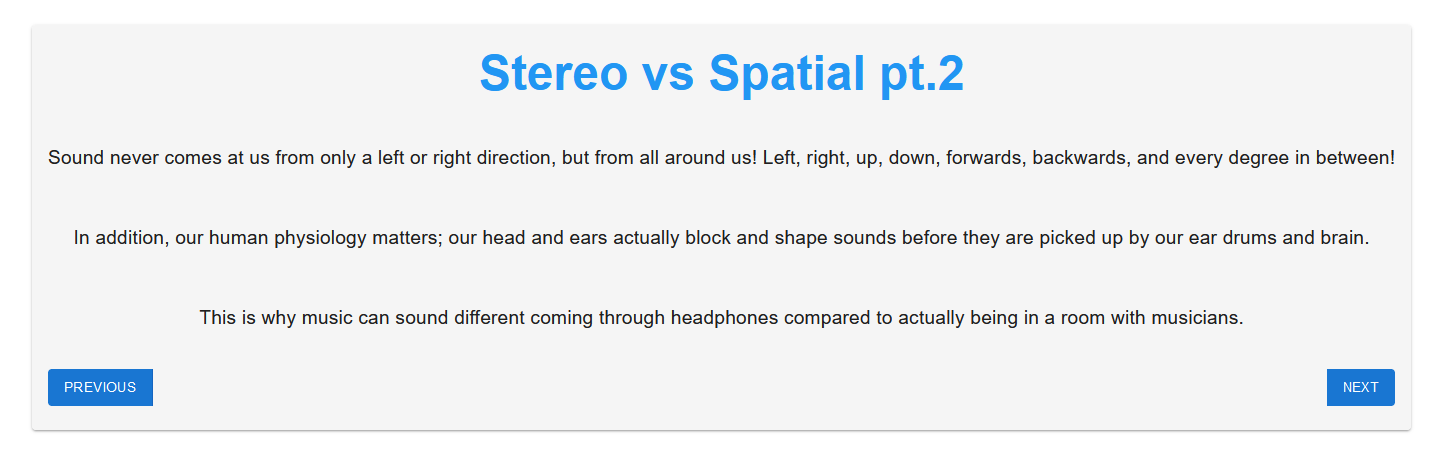 Stereo vs Spatial pt.2
Sound never comes at us from only a left or right direction, but from all around us! Left, right, up, down, forwards, backwards, and every degree in between!
In addition, our human physiology matters; our head and ears actually block and shape sounds before they are picked up by our ear drums and brain.
This is why music can sound different coming through headphones compared to actually being in a room with musicians.
PREVIOUS
NEXT